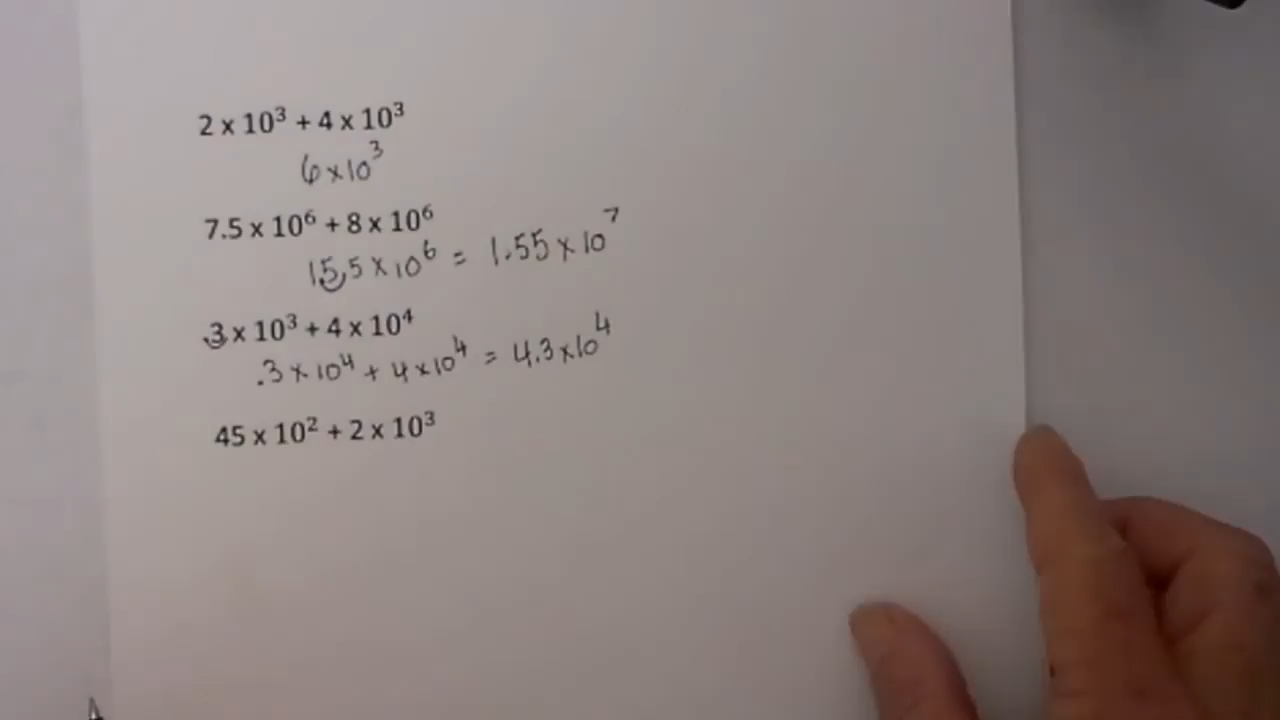 2 x 10³ + 4 x 10³
6 x 10³
7.5 x 10⁶ + 8 x 10⁶
15.5 x 10⁶ = 1.55 x 10⁷
3 x 10³ + 4 x 10⁴
.3 x 10⁴ + 4 x 10⁴ = 4.3 x 10⁴
45 x 10² + 2 x 10³